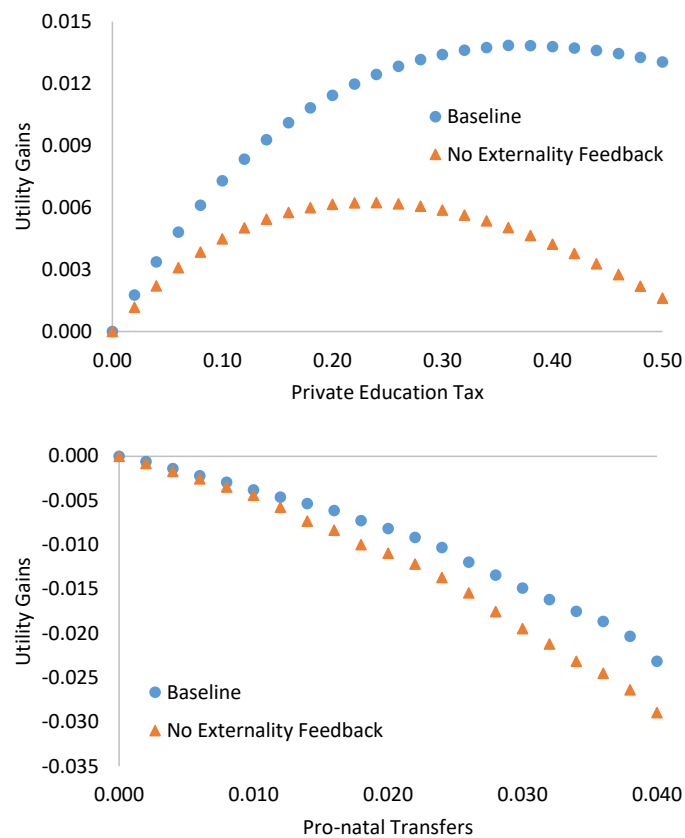 0.015
0.012
0.009
0.006
0.003
0.000
Utility Gains
Baseline
No Externality Feedback
0.00 0.10 0.20 0.30 0.40 0.50
Private Education Tax
0.000
-0.005
-0.010
-0.015
-0.020
-0.025
-0.030
-0.035
Utility Gains
Baseline
No Externality Feedback
0.000 0.010 0.020 0.030 0.040
Pro-natal Transfers